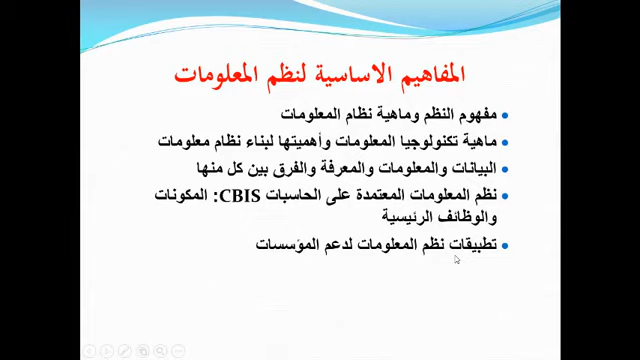 المفاهيم الاساسية لنظم المعلومات
• مفهوم النظم وماهية نظام المعلومات
• ماهية تكنولوجيا المعلومات وأهميتها لبناء نظام معلومات
• البيانات والمعلومات والمعرفة والفرق بين كل منها
• نظم المعلومات المعتمدة على الحاسبات CBIS: المكونات
والوظائف الرئيسية
• تطبيقات نظم المعلومات لدعم المؤسسات